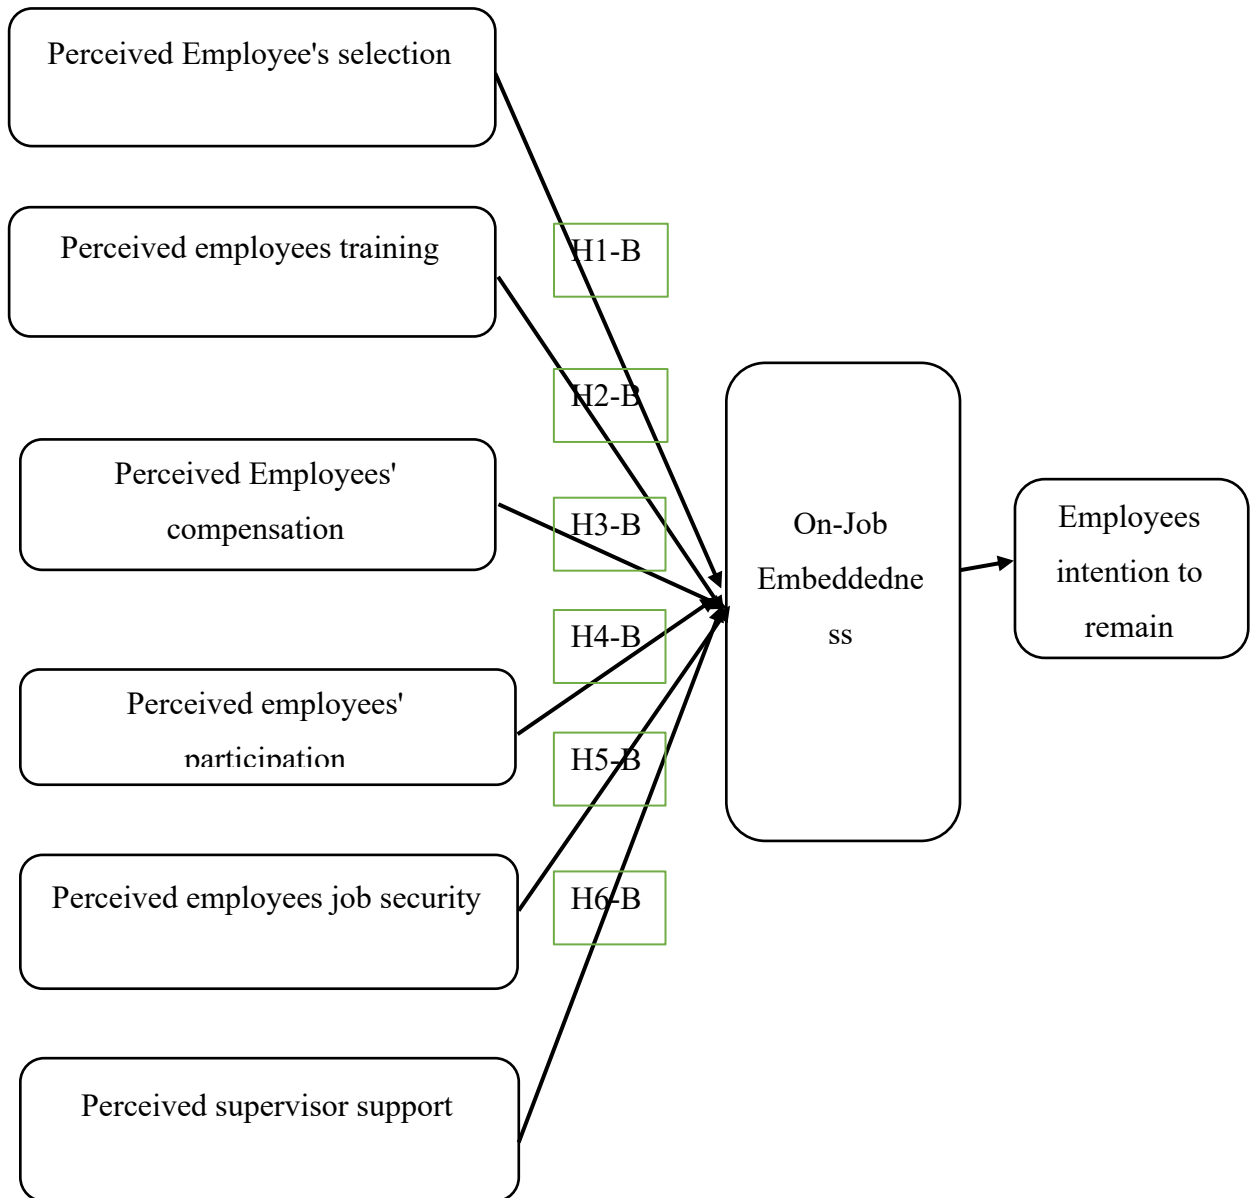 Perceived Employee's selection
Perceived employees training
H1-B
H2-B
Perceived Employees'
compensation
H3-B
On-Job
Embeddedne
ss
Employees
intention to
remain
H4-B
Perceived employees'
participation
H5-B
Perceived employees job security
H6-B
Perceived supervisor support